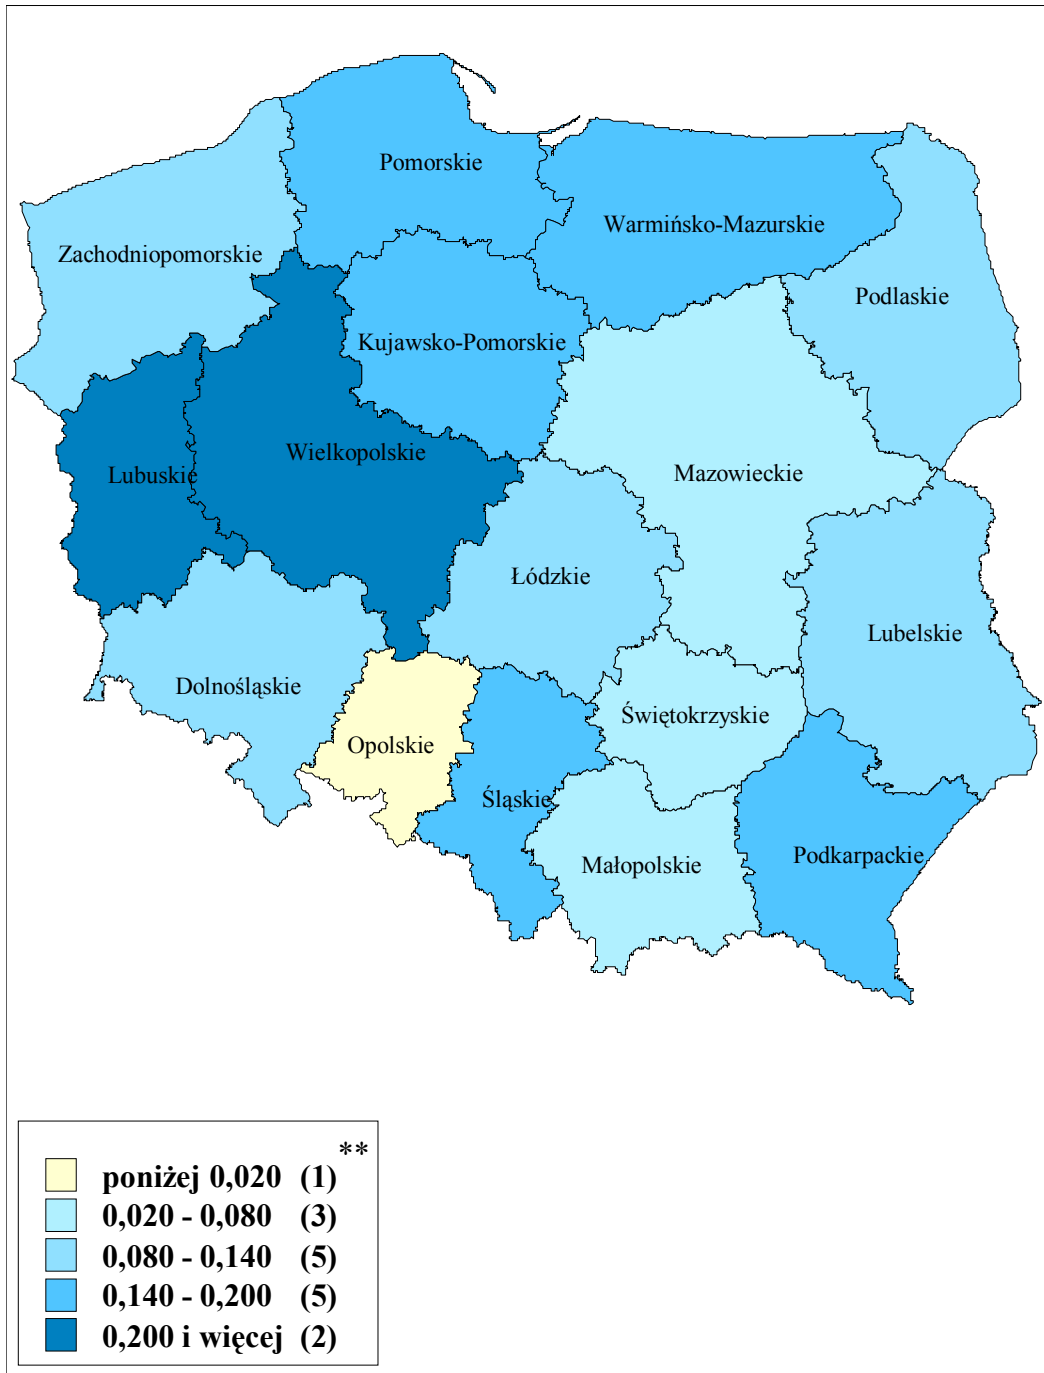 Pomorskie
Warmińsko-Mazurskie
Zachodniopomorskie
Podlaskie
Kujawsko-Pomorskie
Wielkopolskie
Lubuskie
Mazowieckie
Łódzkie
Lubelskie
Dolnośląskie
Świętokrzyskie
Opolskie
Śląskie
Małopolskie
Podkarpackie
**
poniżej 0,020 (1)
0,020 - 0,080 (3)
0,080 - 0,140 (5)
0,140 - 0,200 (5)
0,200 i więcej (2)